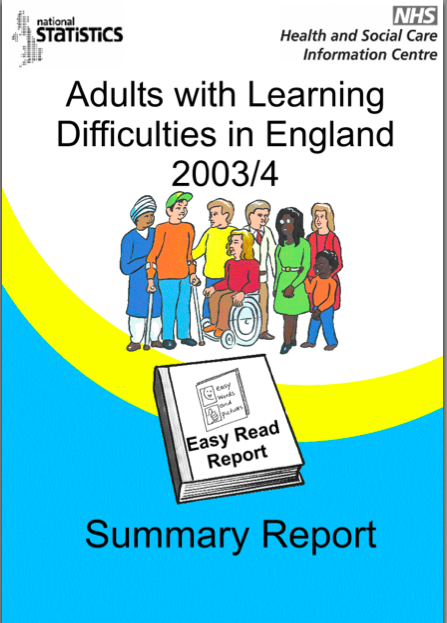 national
STATISTICS
NHS
Health and Social Care
Information Centre
Adults with Learning
Difficulties in England
2003/4
easy
words
and
pictures
Easy Read
Report
Summary Report